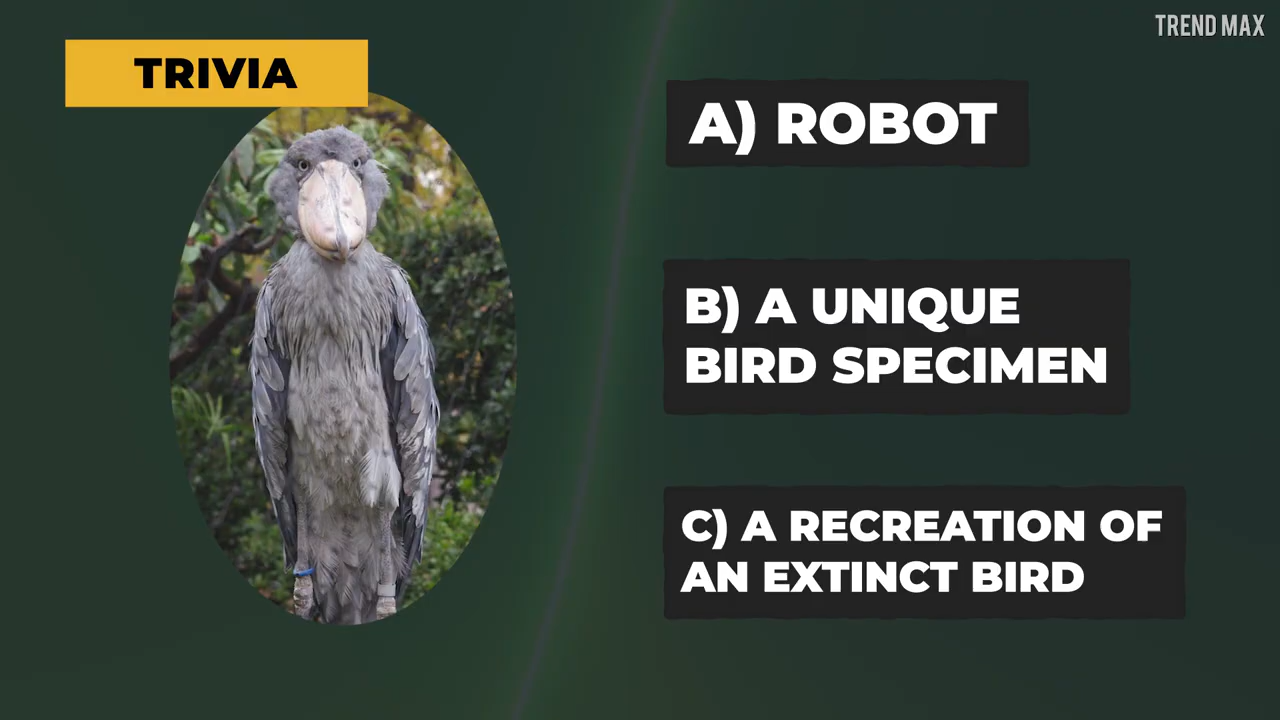 TREND MAX
TRIVIA
A) ROBOT
B) A UNIQUE
BIRD SPECIMEN
C) A RECREATION OF
AN EXTINCT BIRD